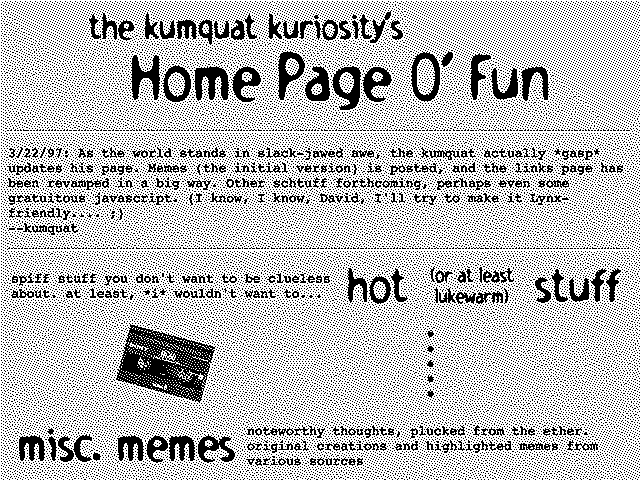 the kumquat kuriosity's
Home Page O' Fun
3/22/97: As the world stands in slack-jawed awe, the kumquat actually *gasp*
updates his page. Memes (the initial version) is posted, and the links page has
been revamped in a big way. Other schtuff forthcoming, perhaps even some
gratuitous javascript. (I know, I know, David, I'll try to make it Lynx-
friendly.... ;)
--kumquat
spiff stuff you don't want to be clueless
about. at least, *i* wouldn't want to...
hot (or at least lukewarm) stuff
misc. memes
noteworthy thoughts, plucked from the ether.
original creations and highlighted memes from
various sources